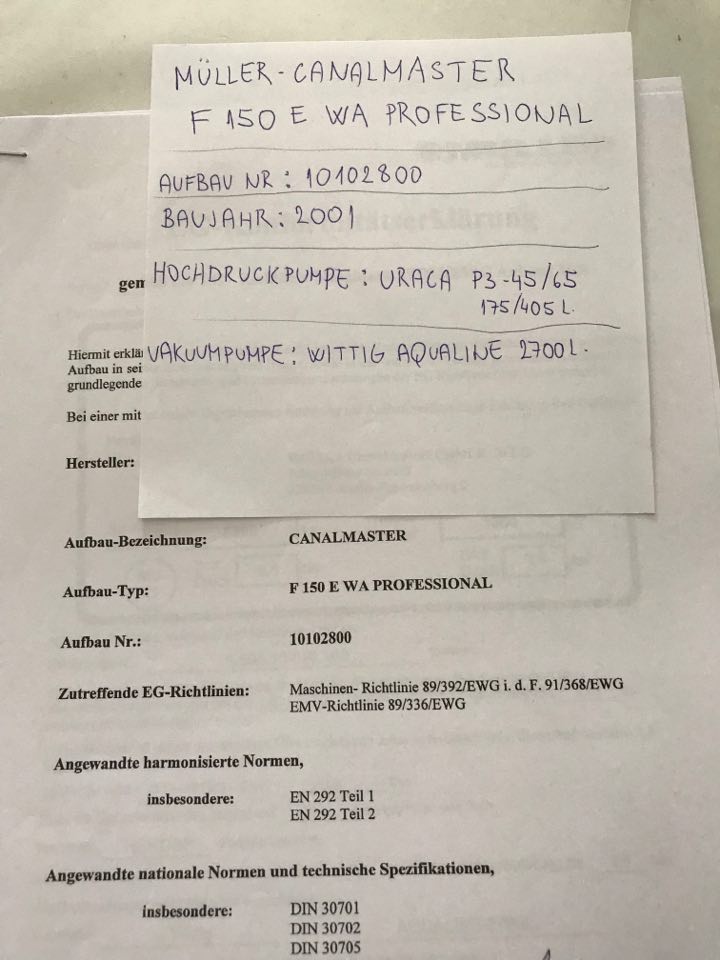 MÜLLER-CANALMASTER
F 150 E WA PROFESSIONAL
AUFBAU NR: 10102800
BAUJAHR: 2001
HOCHDRUCKPUMPE: URACA P3-45/65
175/405 L.
VAKUUMPUMPE: WITTIG AQUALINE 2700 L.
gem
Hiermit erklä
Aufbau in sei
grundlegende
Bei einer mit
Hersteller:
Aufbau-Bezeichnung: CANALMASTER
Aufbau-Typ: F 150 E WA PROFESSIONAL
Aufbau Nr.: 10102800
Zutreffende EG-Richtlinien: Maschinen- Richtlinie 89/392/EWG i. d. F. 91/368/EWG
EMV-Richtlinie 89/336/EWG
Angewandte harmonisierte Normen,
insbesondere: EN 292 Teil 1
EN 292 Teil 2
Angewandte nationale Normen und technische Spezifikationen,
insbesondere: DIN 30701
DIN 30702
DIN 30705